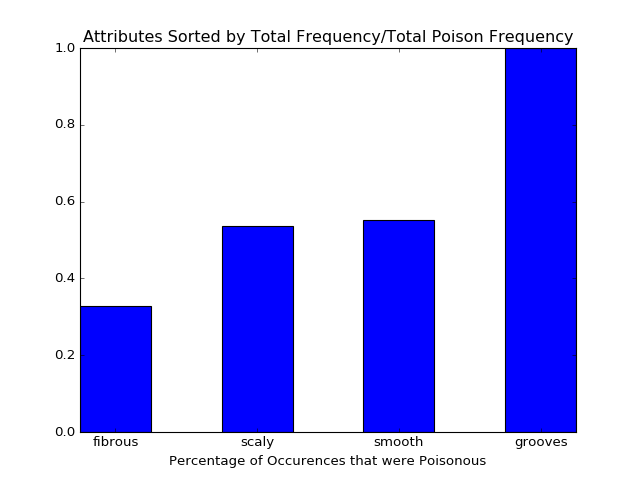 Attributes Sorted by Total Frequency/Total Poison Frequency
1.0
0.8
0.6
0.4
0.2
0.0
fibrous scaly smooth grooves
Percentage of Occurences that were Poisonous